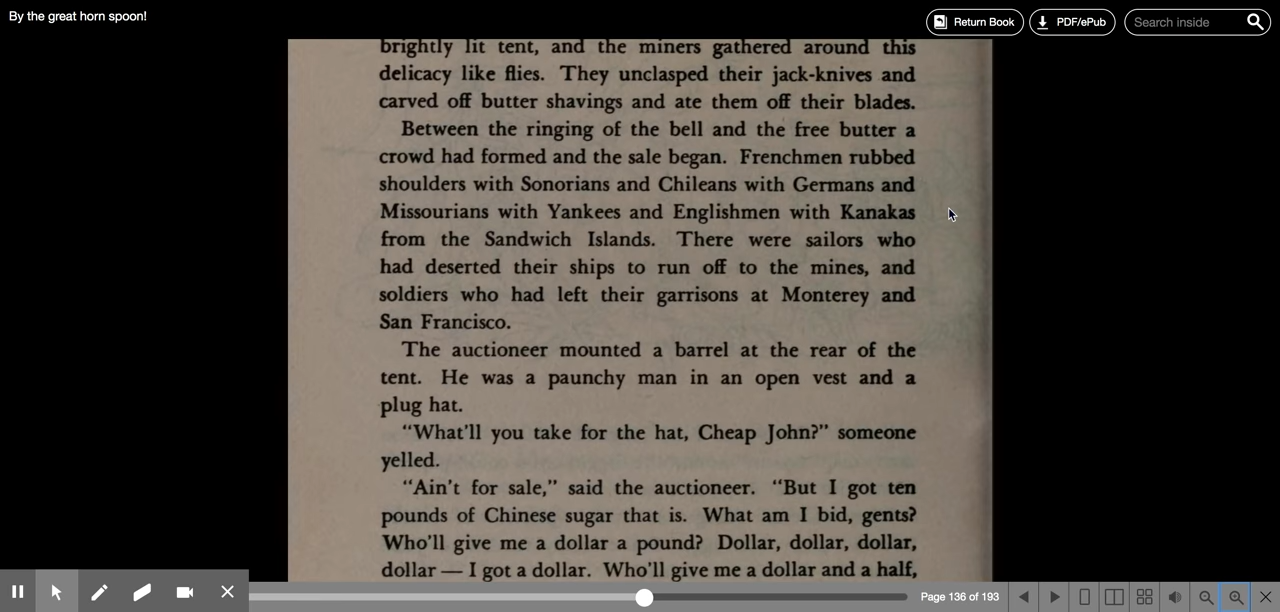 By the great horn spoon!
Return Book
PDF/ePub
Search inside
brightly lit tent, and the miners gathered around this
delicacy like flies. They unclasped their jack-knives and
carved off butter shavings and ate them off their blades.
Between the ringing of the bell and the free butter a
crowd had formed and the sale began. Frenchmen rubbed
shoulders with Sonorians and Chileans with Germans and
Missourians with Yankees and Englishmen with Kanakas
from the Sandwich Islands. There were sailors who
had deserted their ships to run off to the mines, and
soldiers who had left their garrisons at Monterey and
San Francisco.
The auctioneer mounted a barrel at the rear of the
tent. He was a paunchy man in an open vest and a
plug hat.
“What’ll you take for the hat, Cheap John?” someone
yelled.
“Ain’t for sale,” said the auctioneer. “But I got ten
pounds of Chinese sugar that is. What am I bid, gents?
Who’ll give me a dollar a pound? Dollar, dollar, dollar,
dollar — I got a dollar. Who’ll give me a dollar and a half,
Page 136 of 193